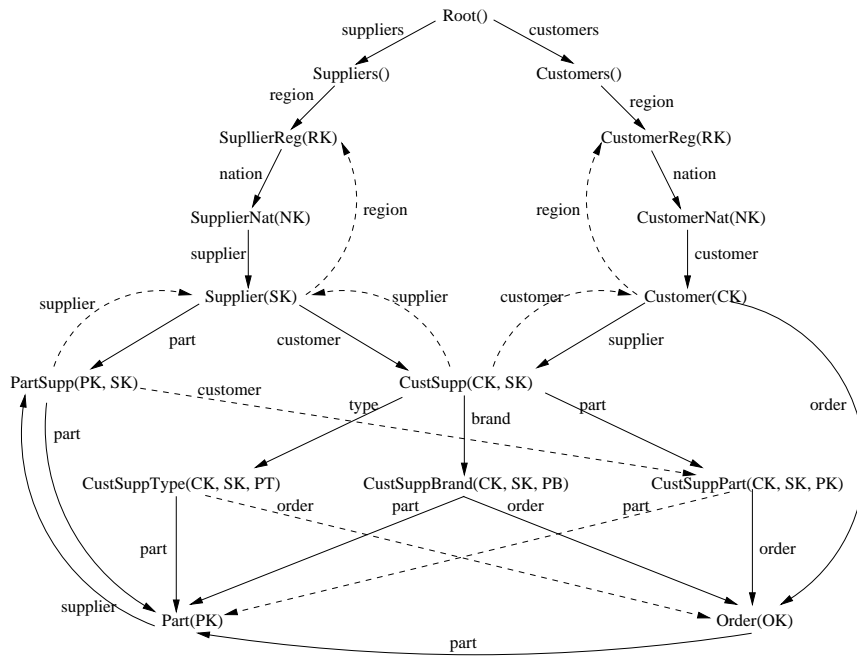 Root()
suppliers
customers
Suppliers()
Customers()
region
region
SupllierReg(RK)
CustomerReg(RK)
nation
nation
SupplierNat(NK)
region
region
CustomerNat(NK)
supplier
customer
supplier
Supplier(SK)
supplier
customer
Customer(CK)
part
customer
supplier
PartSupp(PK, SK)
customer
CustSupp(CK, SK)
type
brand
part
order
part
CustSuppType(CK, SK, PT)
CustSuppBrand(CK, SK, PB)
CustSuppPart(CK, SK, PK)
order
part
order
part
part
order
supplier
Part(PK)
Order(OK)
part